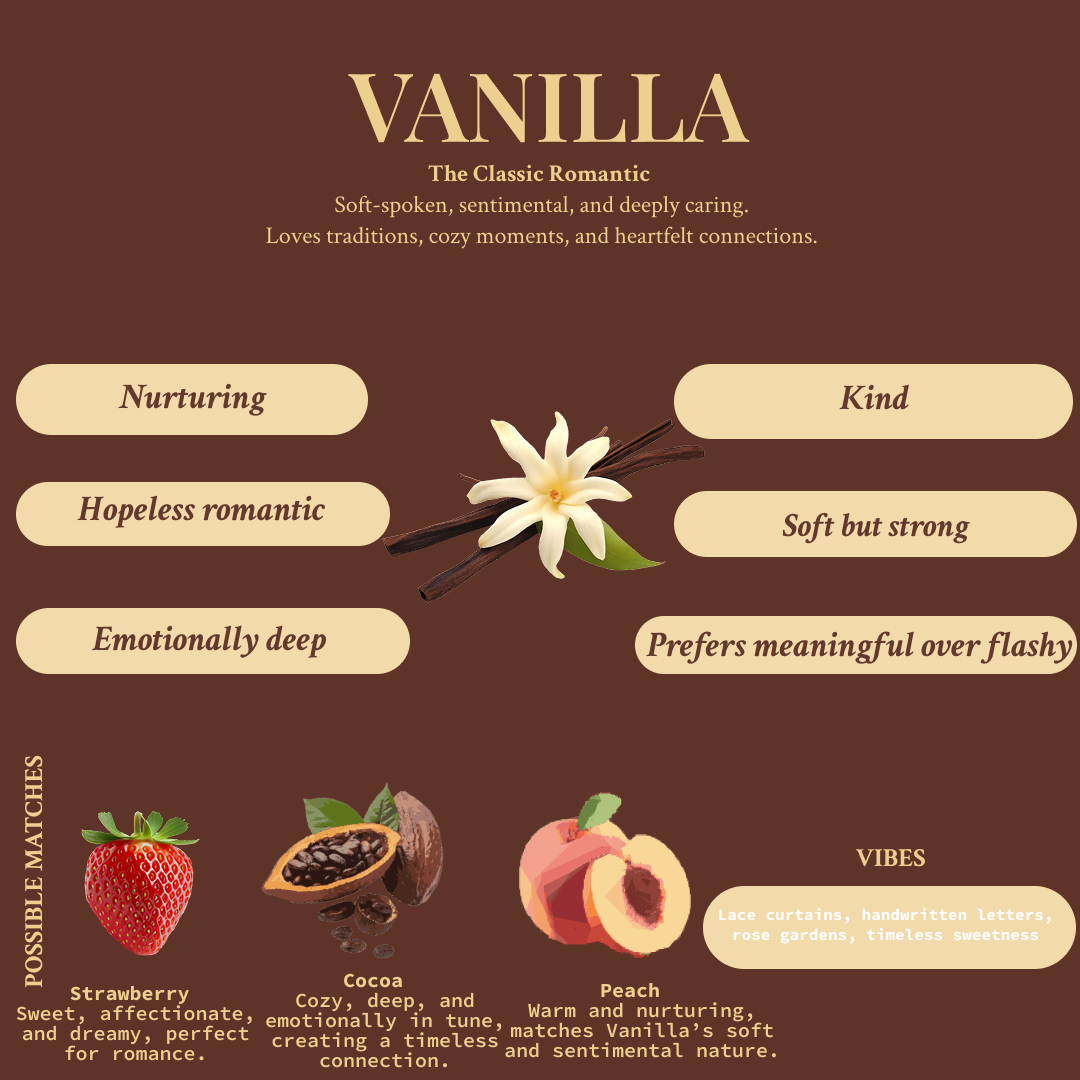 VANILLA
The Classic Romantic
Soft-spoken, sentimental, and deeply caring.
Loves traditions, cozy moments, and heartfelt connections.
Nurturing
Kind
Hopeless romantic
Soft but strong
Emotionally deep
Prefers meaningful over flashy
POSSIBLE MATCHES
Strawberry
Sweet, affectionate,
and dreamy, perfect
for romance.
Cocoa
Cozy, deep, and
emotionally in tune,
creating a timeless
connection.
Peach
Warm and nurturing,
matches Vanilla’s soft
and sentimental nature.
VIBES
Lace curtains, handwritten letters,
rose gardens, timeless sweetness